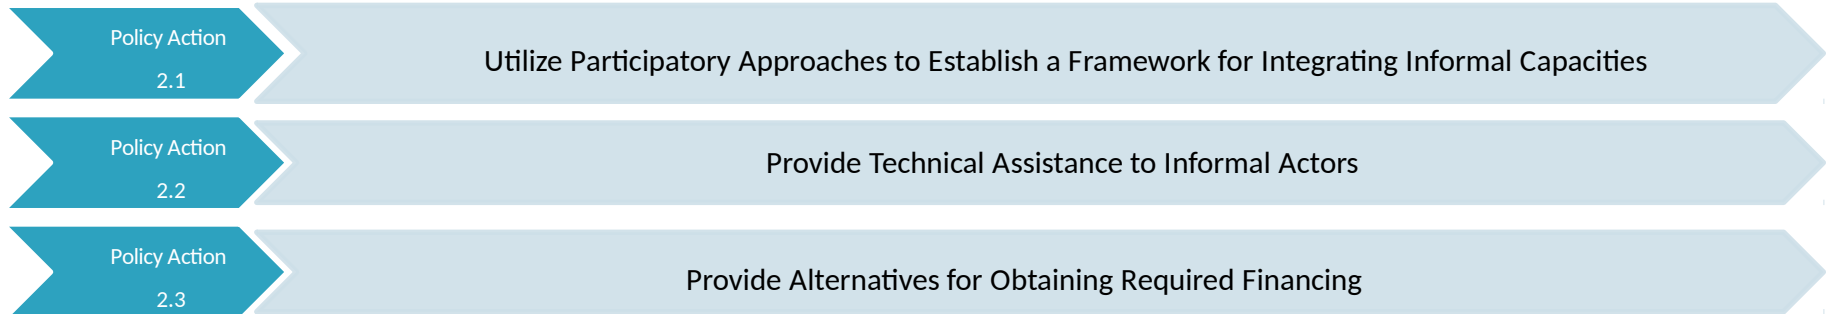 Policy Action
2.1
Utilize Participatory Approaches to Establish a Framework for Integrating Informal Capacities
Policy Action
2.2
Provide Technical Assistance to Informal Actors
Policy Action
2.3
Provide Alternatives for Obtaining Required Financing